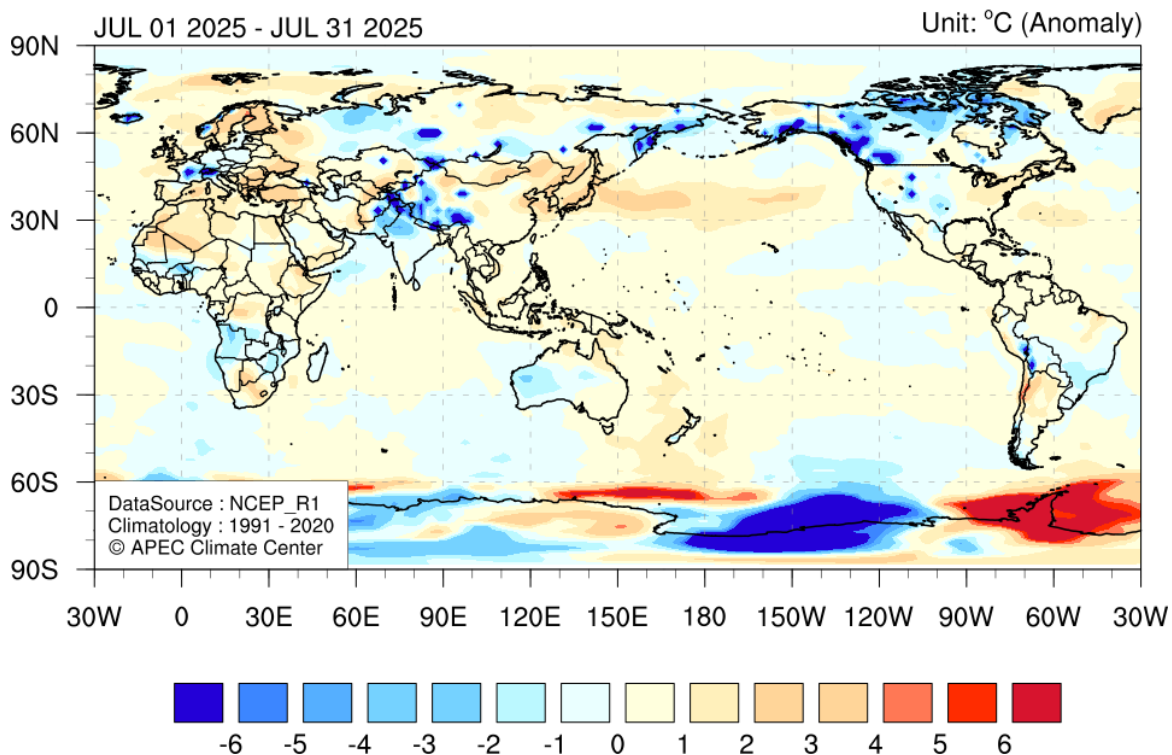 JUL 01 2025 - JUL 31 2025
Unit: °C (Anomaly)
90N
60N
30N
0
30S
60S
90S
DataSource : NCEP_R1
Climatology : 1991 - 2020
© APEC Climate Center
30W 0 30E 60E 90E 120E 150E 180 150W 120W 90W 60W 30W
-6 -5 -4 -3 -2 -1 0 1 2 3 4 5 6